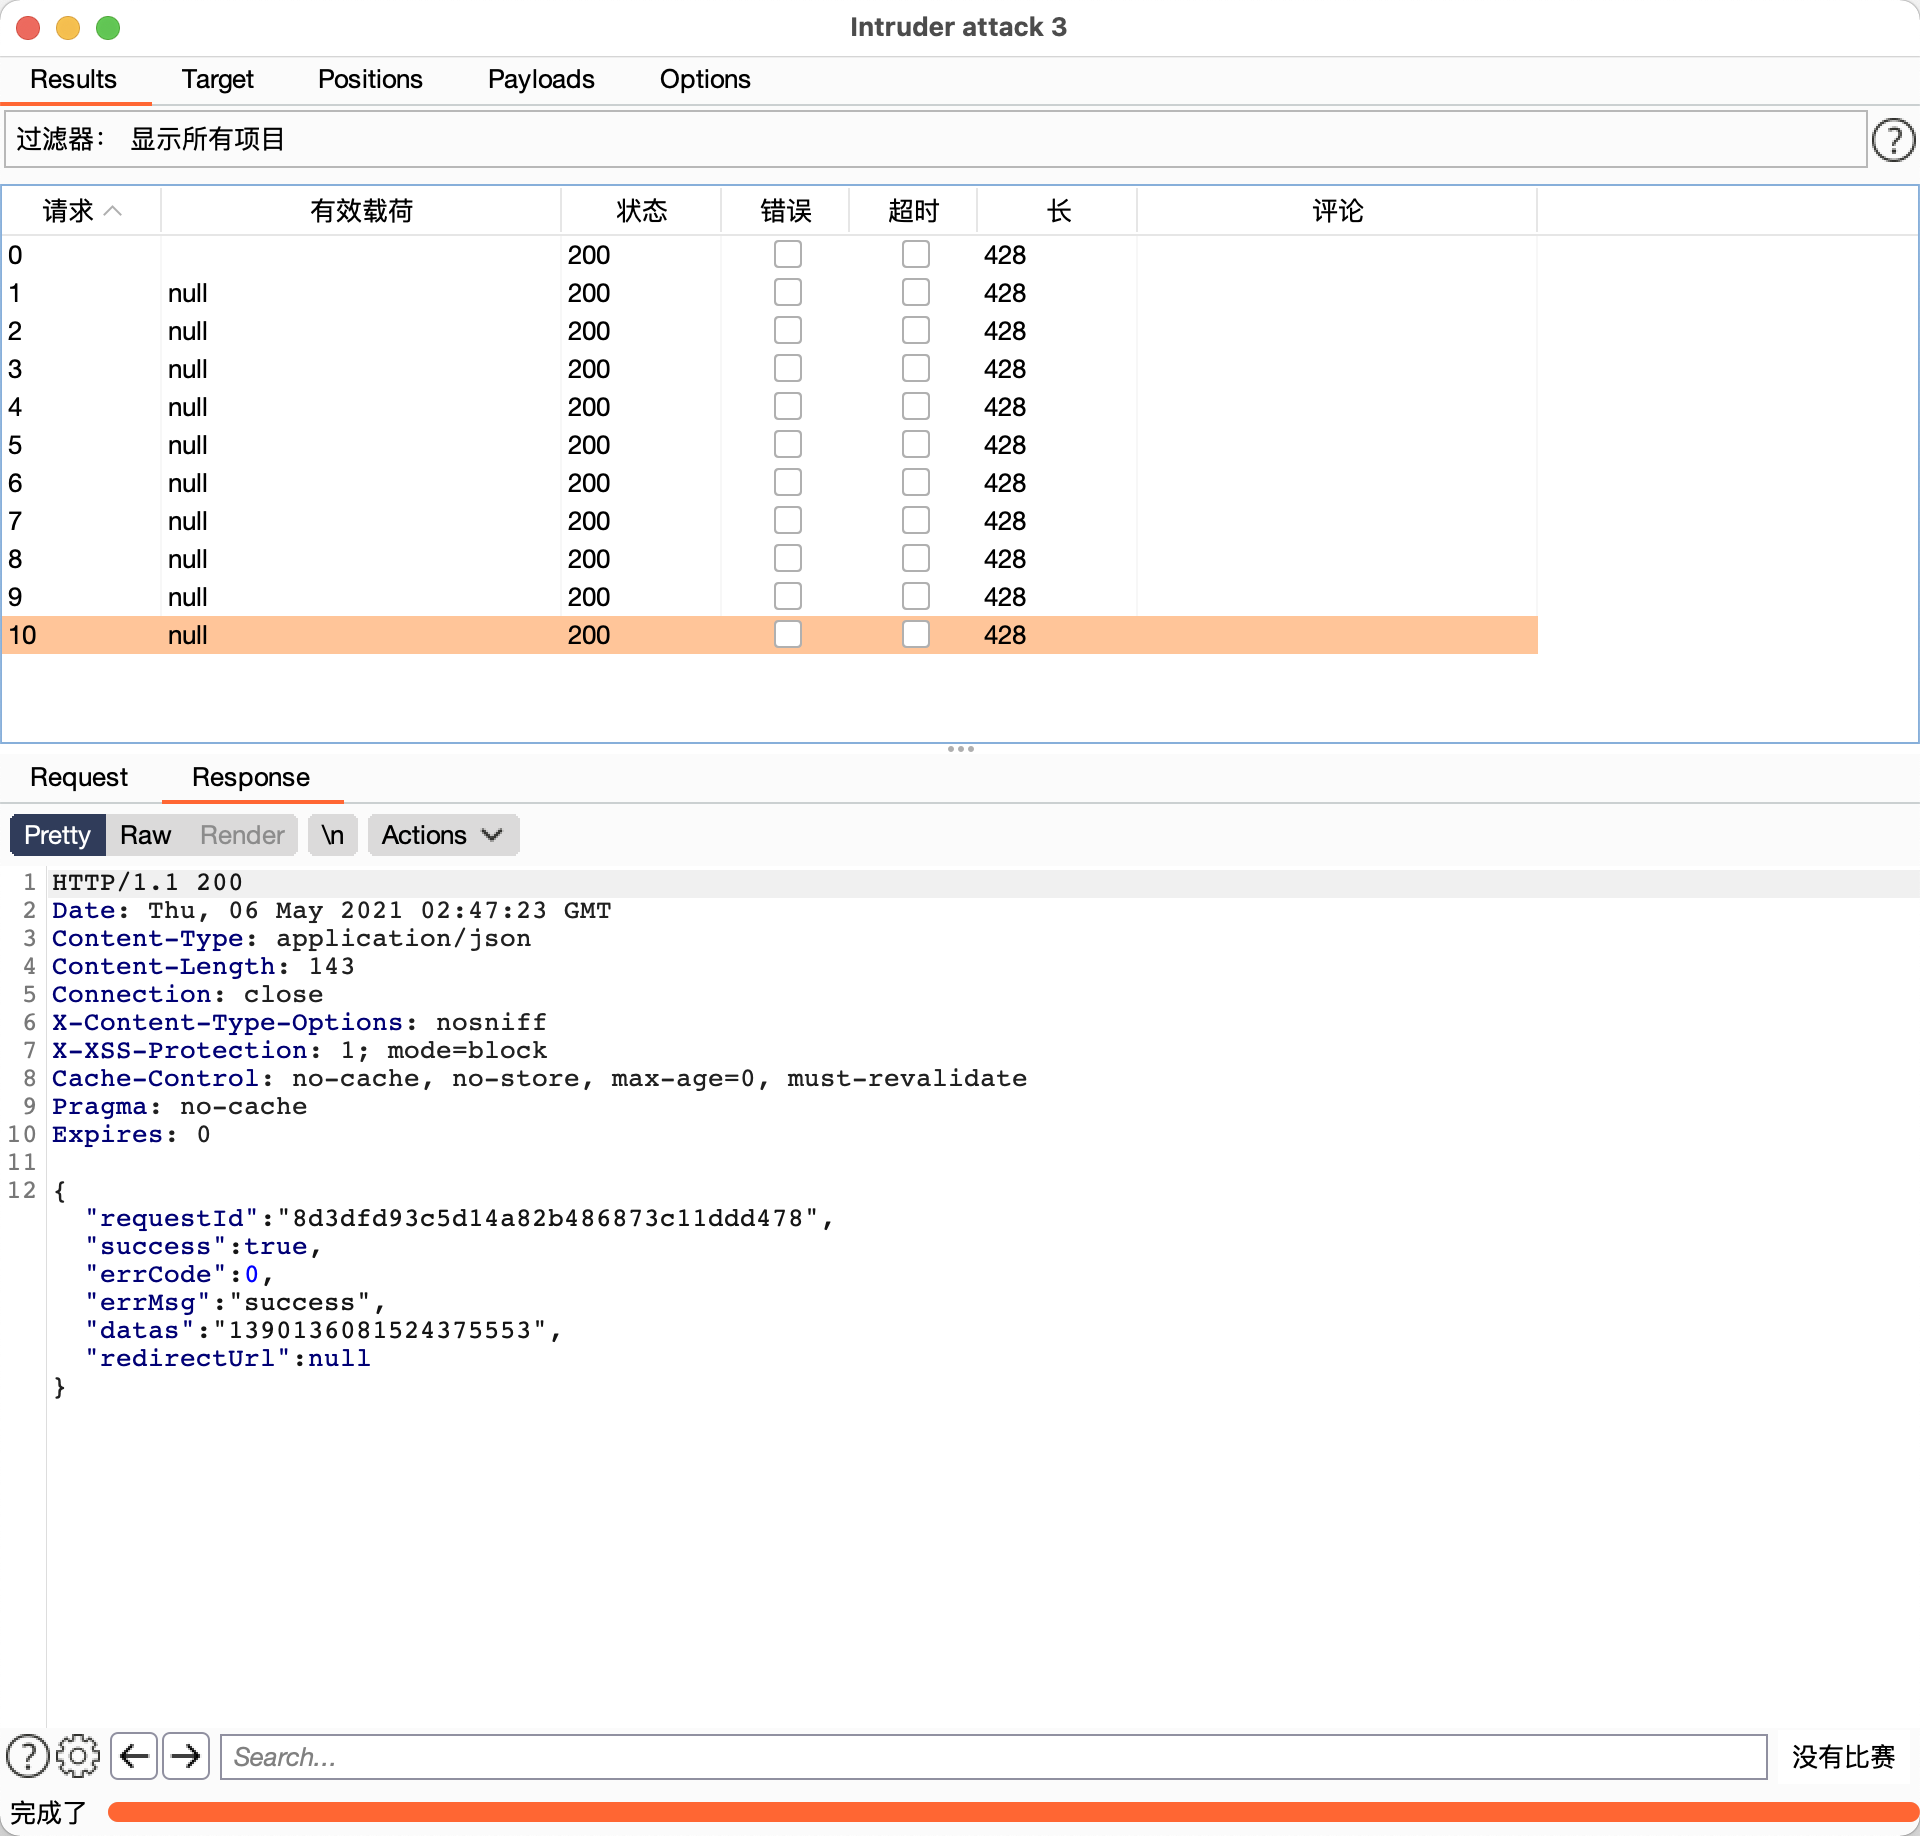 Intruder attack 3
Results Target Positions Payloads Options
过滤器： 显示所有项目
?
请求 有效载荷 状态 错误 超时 长 评论
0 200 428
1 null 200 428
2 null 200 428
3 null 200 428
4 null 200 428
5 null 200 428
6 null 200 428
7 null 200 428
8 null 200 428
9 null 200 428
10 null 200 428
Request Response
Pretty Raw Render \n Actions
1 HTTP/1.1 200
2 Date: Thu, 06 May 2021 02:47:23 GMT
3 Content-Type: application/json
4 Content-Length: 143
5 Connection: close
6 X-Content-Type-Options: nosniff
7 X-XSS-Protection: 1; mode=block
8 Cache-Control: no-cache, no-store, max-age=0, must-revalidate
9 Pragma: no-cache
10 Expires: 0
11
12 {
"requestId":"8d3dfd93c5d14a82b486873c11ddd478",
"success":true,
"errCode":0,
"errMsg":"success",
"datas":"1390136081524375553",
"redirectUrl":null
}
? Search... 没有比赛
完成了